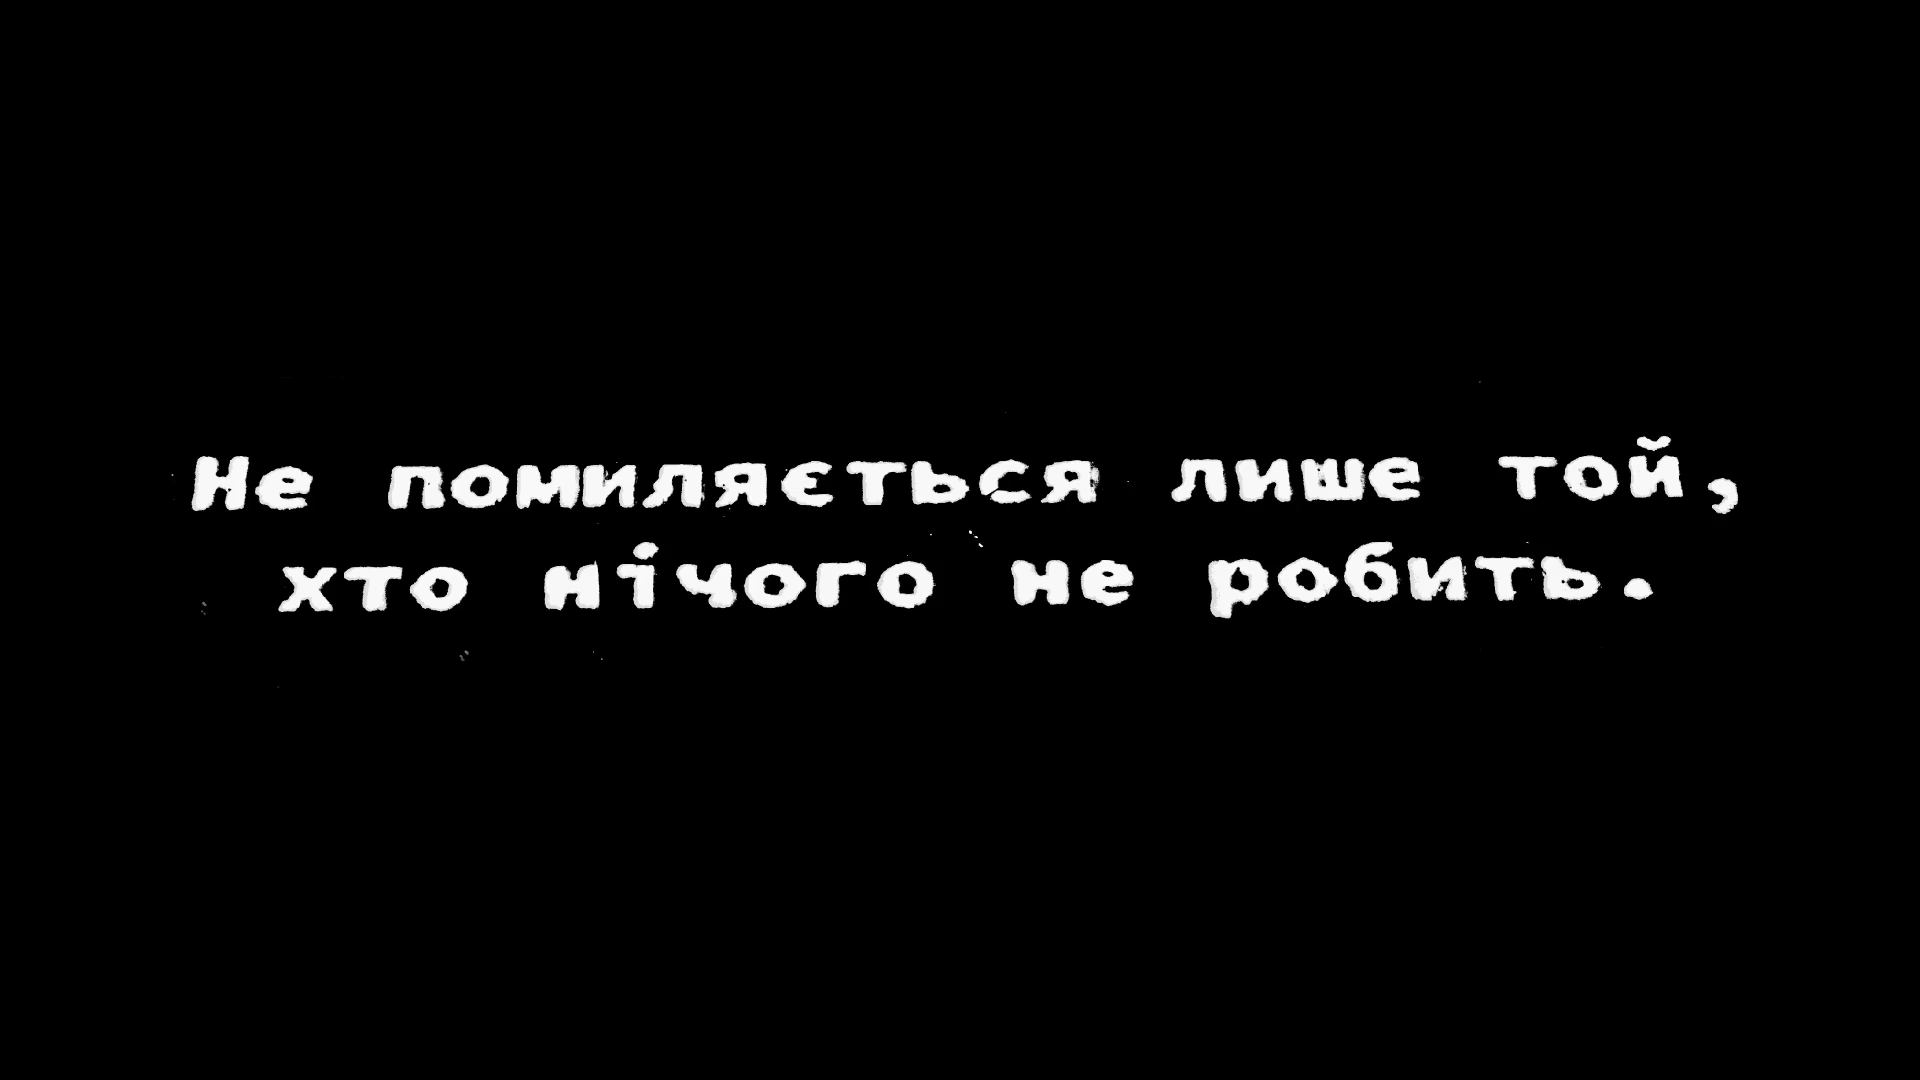 Не помиляється лише той,
хто нічого не робить.